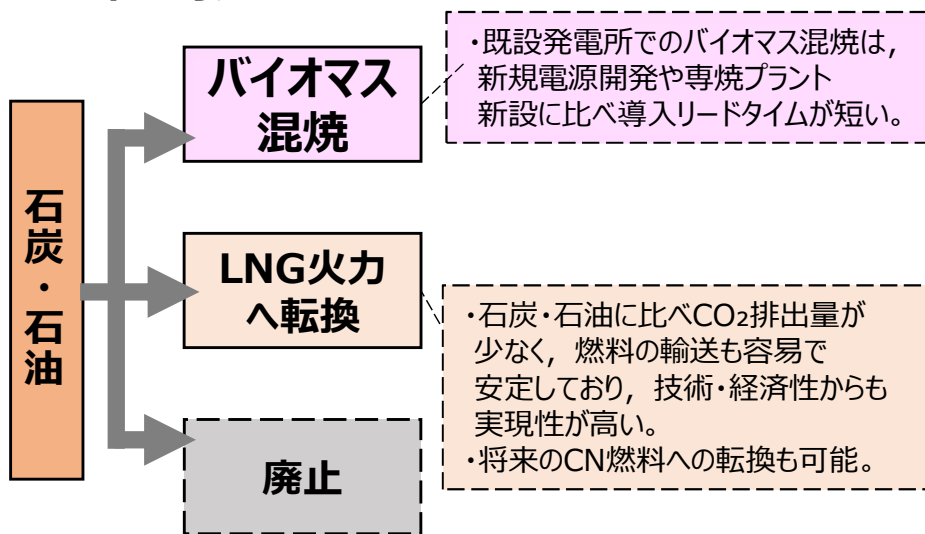 石炭・石油
バイオマス
混焼
・既設発電所でのバイオマス混焼は，
新規電源開発や専焼プラント
新設に比べ導入リードタイムが短い。
LNG火力
へ転換
・石炭・石油に比べCO₂排出量が
少なく，燃料の輸送も容易で
安定しており，技術・経済性からも
実現性が高い。
・将来のCN燃料への転換も可能。
廃止